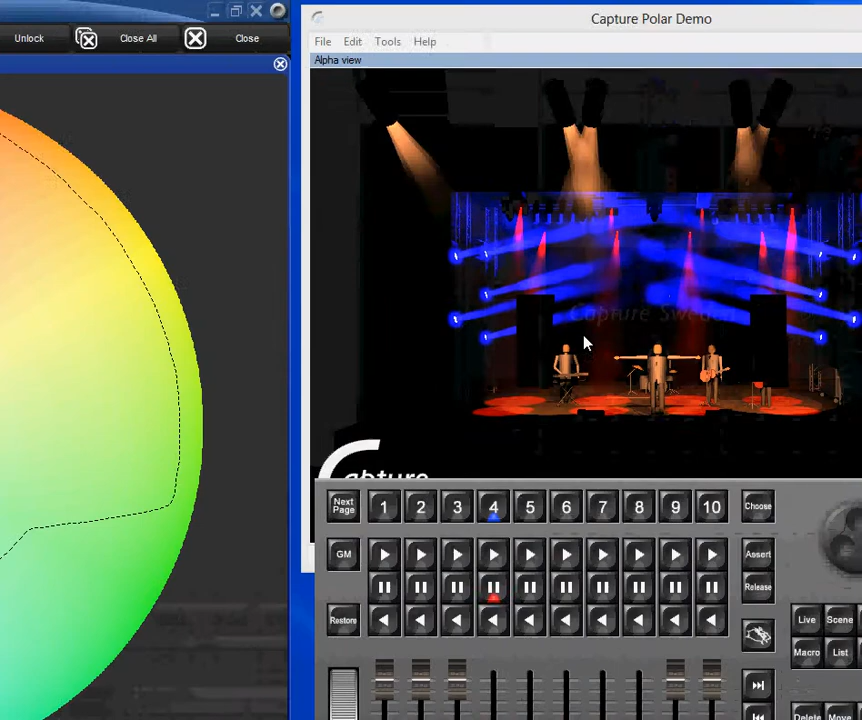 Unlock
Close All
Close
Capture Polar Demo
File Edit Tools Help
Alpha view
Capture Sweden
Capture
Next Page
1 2 3 4 5 6 7 8 9 10
Choose
GM
Assert
Release
Restore
Live Scene
Macro List
Delete Move